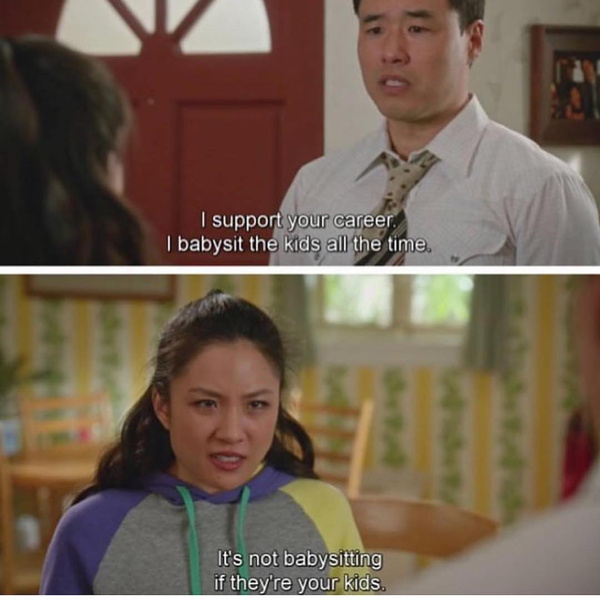 I support your career.
I babysit the kids all the time.
It's not babysitting
if they're your kids.